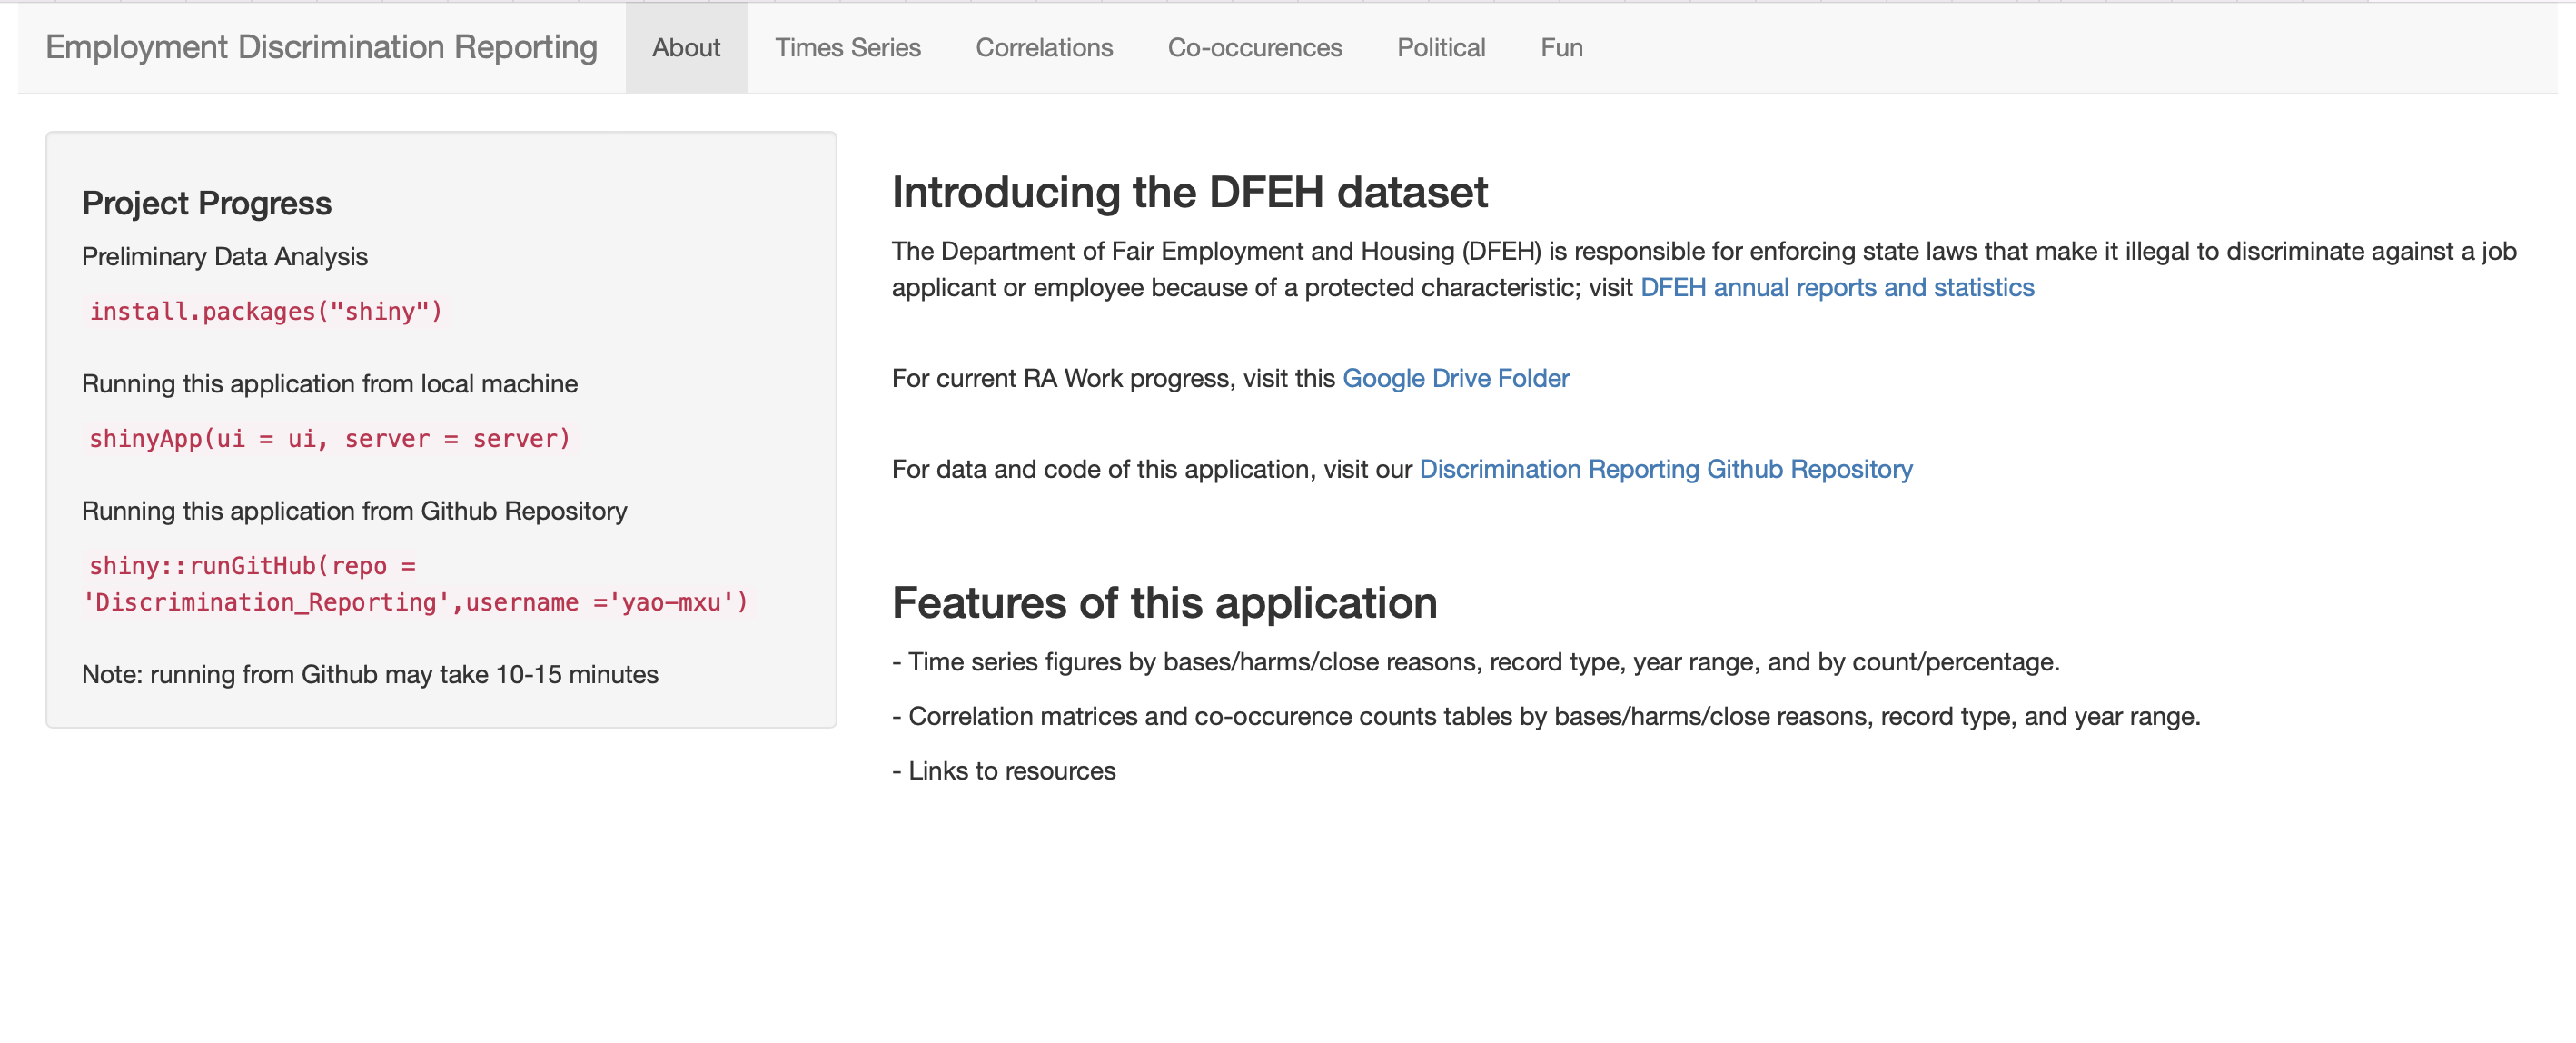 Employment Discrimination Reporting About Times Series Correlations Co-occurences Political Fun
Project Progress
Preliminary Data Analysis
install.packages("shiny")
Running this application from local machine
shinyApp(ui = ui, server = server)
Running this application from Github Repository
shiny::runGitHub(repo =
'Discrimination_Reporting',username ='yao-mxu')
Note: running from Github may take 10-15 minutes
Introducing the DFEH dataset
The Department of Fair Employment and Housing (DFEH) is responsible for enforcing state laws that make it illegal to discriminate against a job
applicant or employee because of a protected characteristic; visit DFEH annual reports and statistics
For current RA Work progress, visit this Google Drive Folder
For data and code of this application, visit our Discrimination Reporting Github Repository
Features of this application
- Time series figures by bases/harms/close reasons, record type, year range, and by count/percentage.
- Correlation matrices and co-occurence counts tables by bases/harms/close reasons, record type, and year range.
- Links to resources